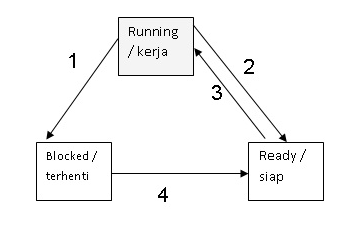 Running
/ kerja
1
2
3
Blocked /
terhenti
Ready /
siap
4